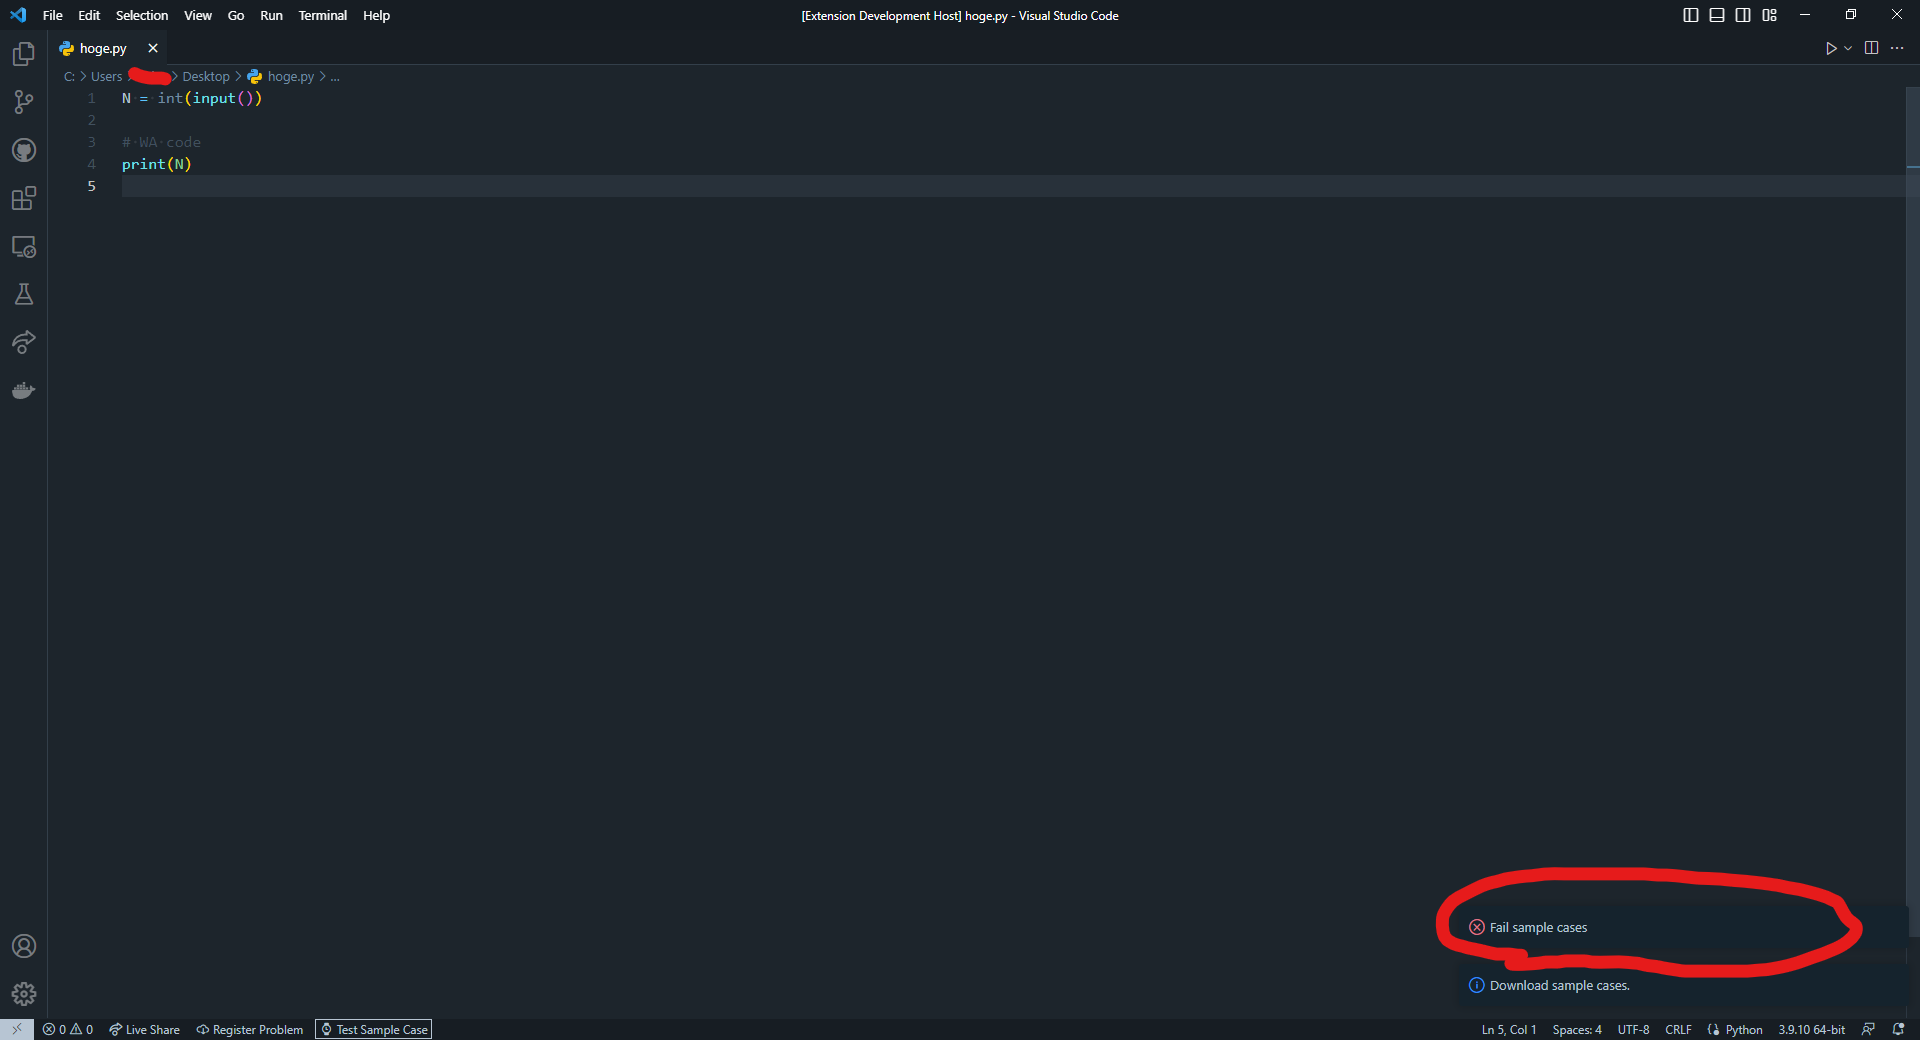 File Edit Selection View Go Run Terminal Help [Extension Development Host] hoge.py - Visual Studio Code
hoge.py
C: > Users > > Desktop > hoge.py > ...
1 N = int(input())
2
3 # WA code
4 print(N)
5
Fail sample cases
Download sample cases.
0 0 Live Share Register Problem Test Sample Case Ln 5, Col 1 Spaces: 4 UTF-8 CRLF Python 3.9.10 64-bit